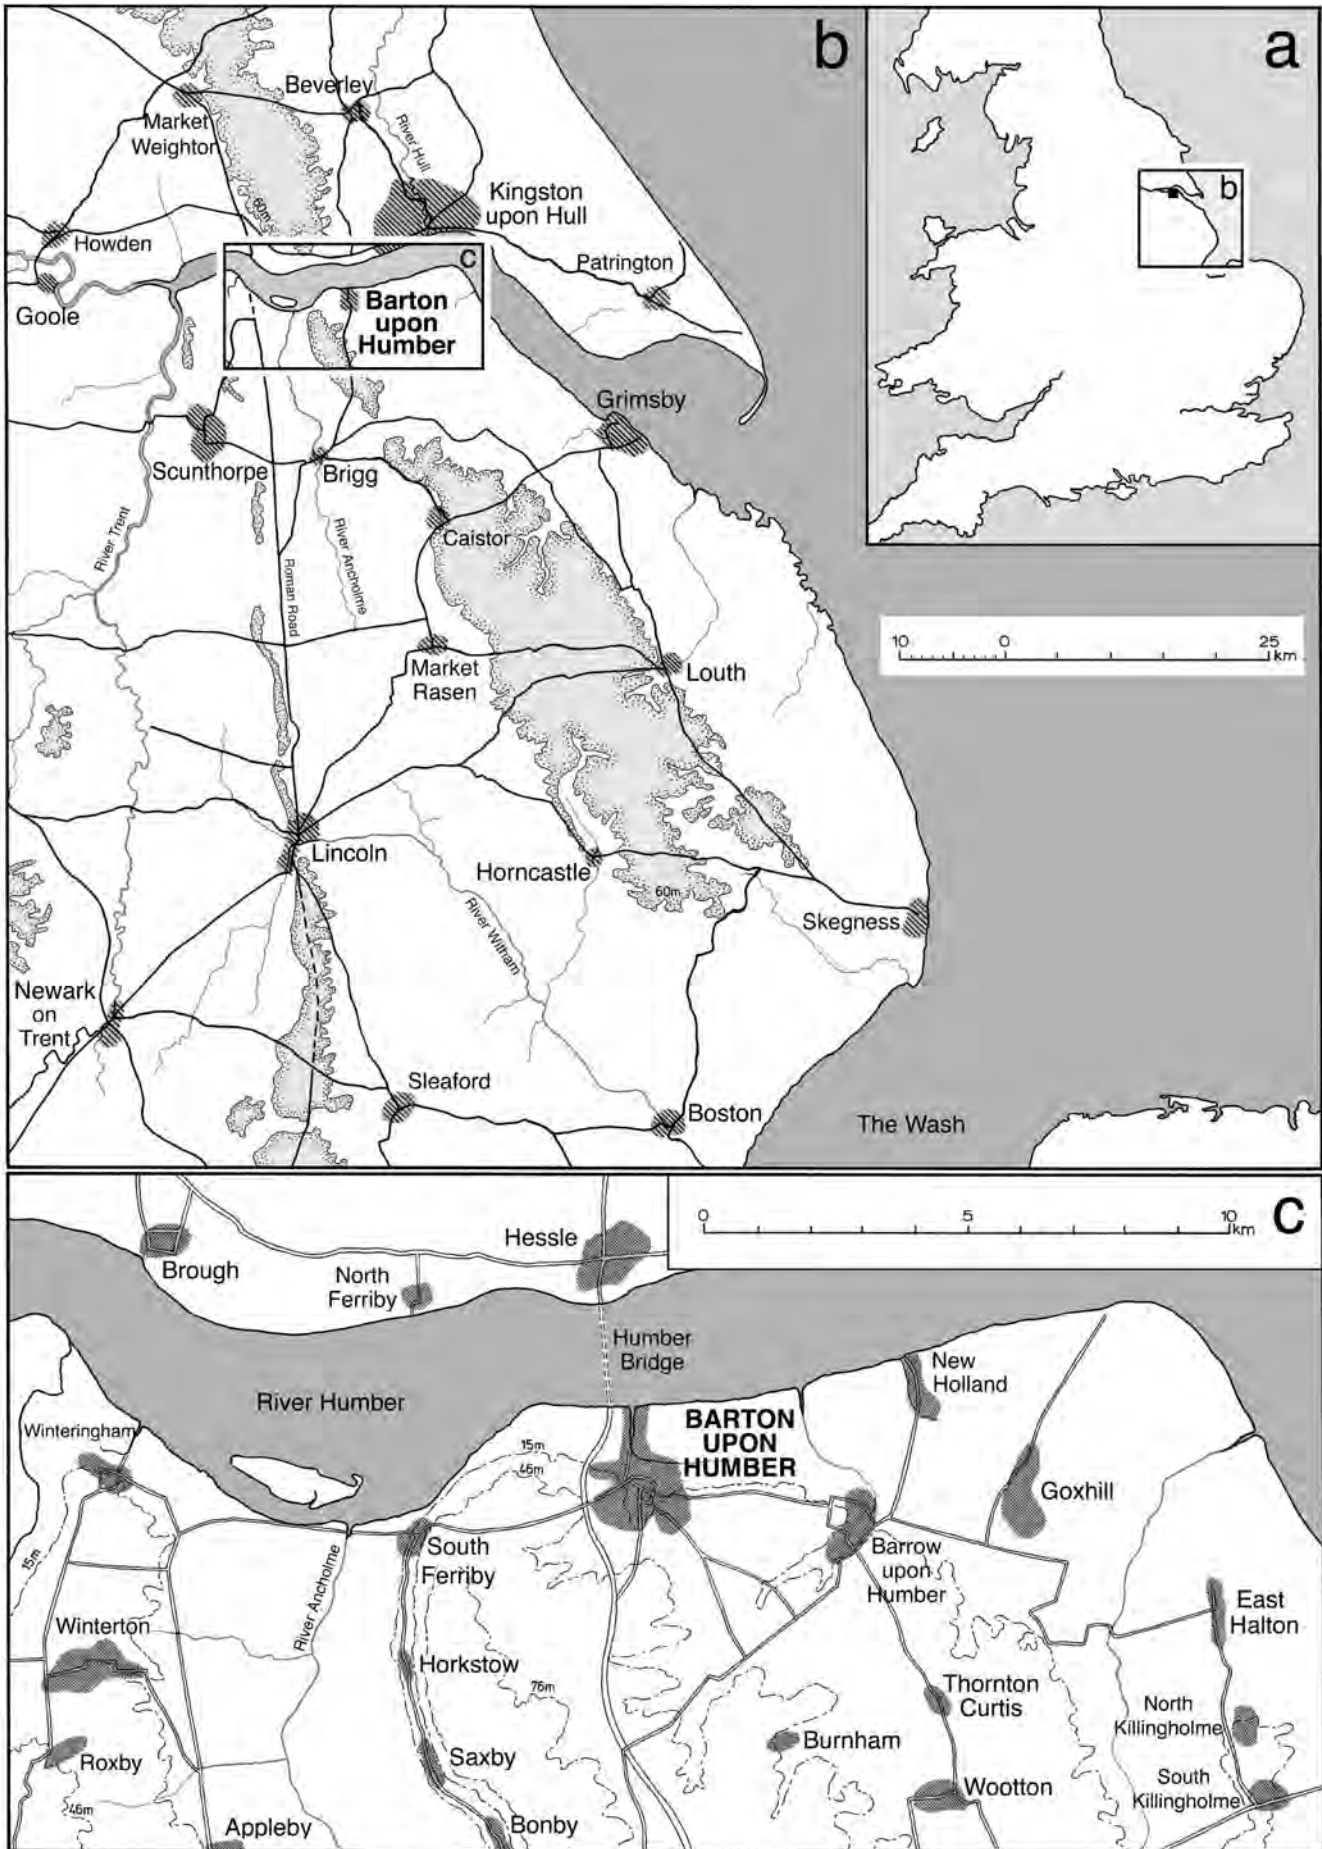 b
a
b
Beverley
Market
Weighton
River Hull
Kingston
upon Hull
60m
Howden
Goole
c
Patrington
Barton
upon
Humber
Grimsby
Scunthorpe
Brigg
Caistor
River Trent
Roman Road
River Ancholme
10
0
25
km
Market
Rasen
Louth
Lincoln
Horncastle
60m
River Witham
Skegness
Newark
on
Trent
Sleaford
Boston
The Wash
c
0
5
10
km
Hessle
Brough
North
Ferriby
Humber
Bridge
New
Holland
River Humber
BARTON
UPON
HUMBER
Winteringham
15m
46m
Goxhill
15m
South
Ferriby
River Ancholme
Barrow
upon
Humber
East
Halton
Winterton
Horkstow
76m
Thornton
Curtis
North
Killingholme
Burnham
Roxby
Saxby
Wootton
South
Killingholme
46m
Appleby
Bonby